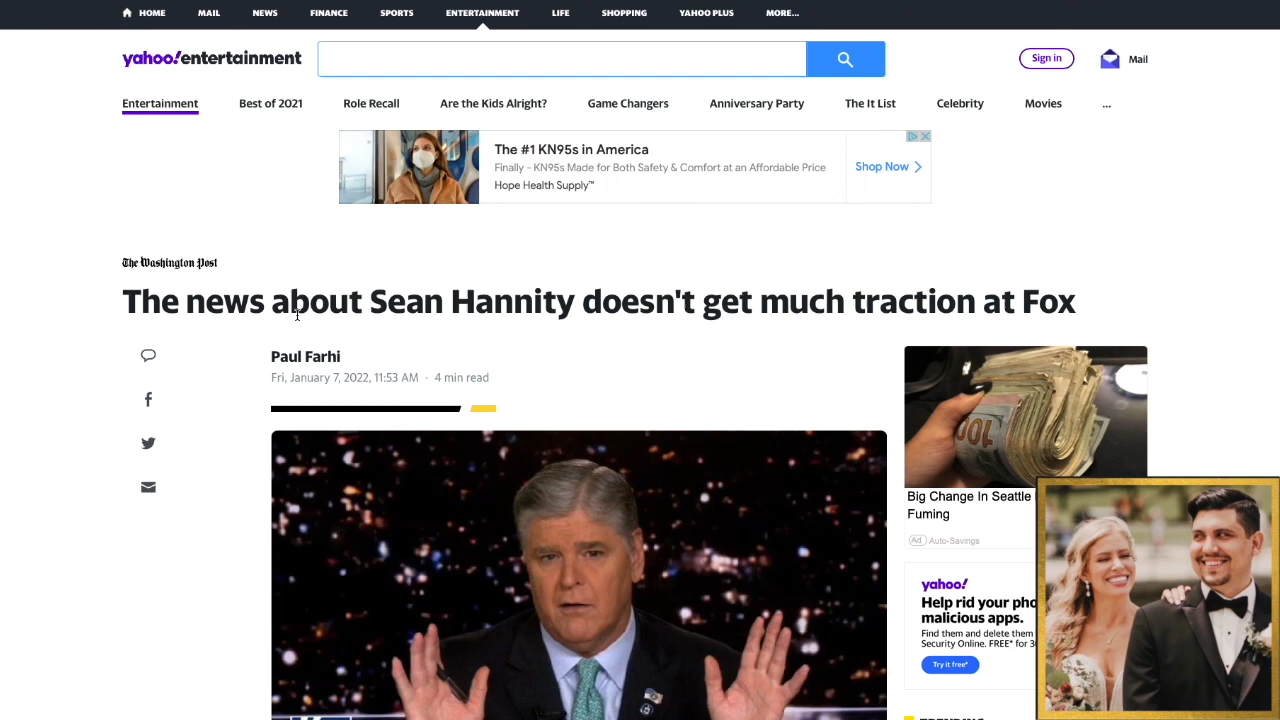 HOME MAIL NEWS FINANCE SPORTS ENTERTAINMENT LIFE SHOPPING YAHOO PLUS MORE...
yahoo!entertainment
Sign in
Mail
Entertainment Best of 2021 Role Recall Are the Kids Alright? Game Changers Anniversary Party The It List Celebrity Movies ...
The #1 KN95s in America
Finally - KN95s Made for Both Safety & Comfort at an Affordable Price
Hope Health Supply™
Shop Now
The Washington Post
The news about Sean Hannity doesn't get much traction at Fox
Paul Farhi
Fri, January 7, 2022, 11:53 AM · 4 min read
100
Big Change In Seattle
Fuming
Ad Auto-Savings
yahoo!
Help rid your pho
malicious apps.
Find them and delete them
Security Online. FREE* for 3
Try it free*